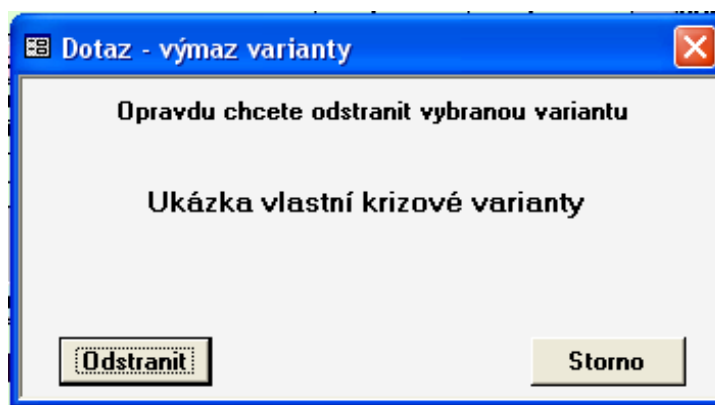 Dotaz - výmaz varianty
Opravdu chcete odstranit vybranou variantu
Ukázka vlastní krizové varianty
Odstranit
Storno